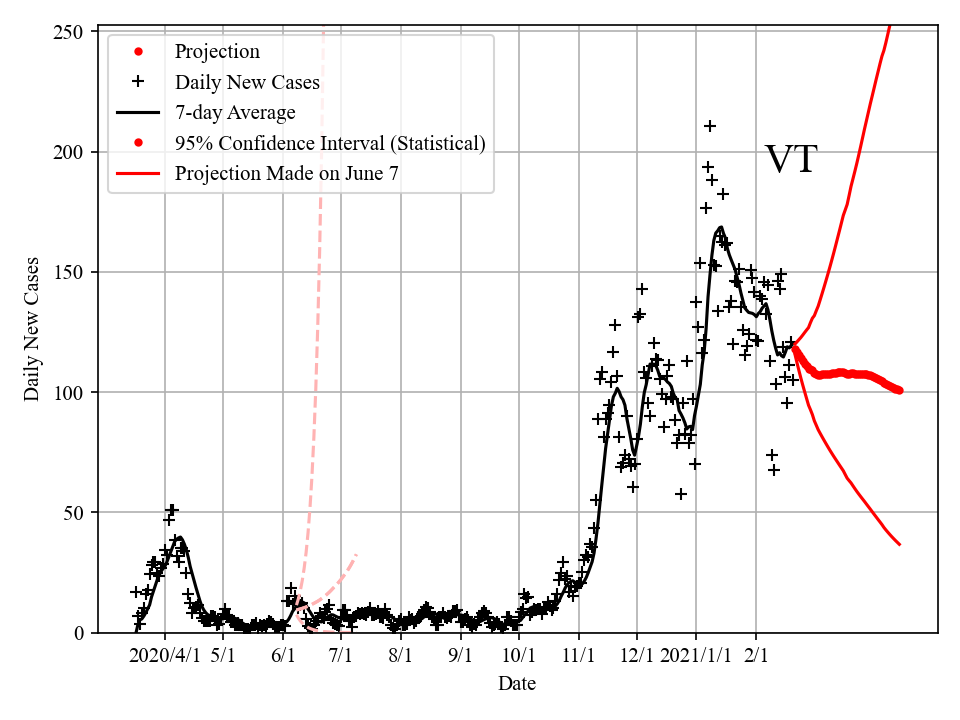 250
200
150
100
50
0
Daily New Cases
Projection
Daily New Cases
7-day Average
95% Confidence Interval (Statistical)
Projection Made on June 7
VT
2020/4/1 5/1 6/1 7/1 8/1 9/1 10/1 11/1 12/1 2021/1/1 2/1
Date